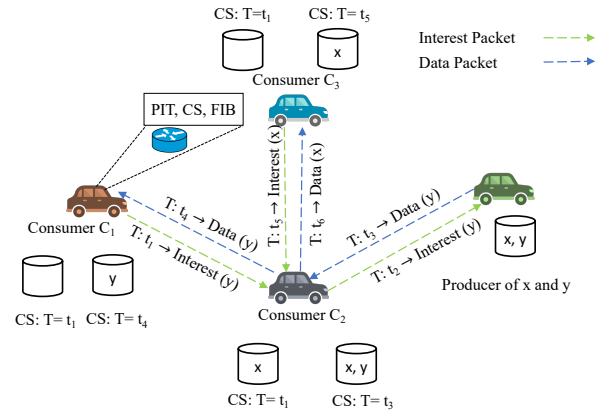 CS: T=t₁ CS: T=t₅
x
Interest Packet
Data Packet
Consumer C₃
PIT, CS, FIB
T: t₅ → Interest (x)
T: t₆ → Data (x)
Consumer C₁
T: t₄ → Data (y)
T: t₁ → Interest (y)
T: t₃ → Data (y)
T: t₂ → Interest (y)
x, y
Producer of x and y
y
CS: T= t₁ CS: T= t₄
Consumer C₂
x x, y
CS: T= t₁ CS: T= t₃